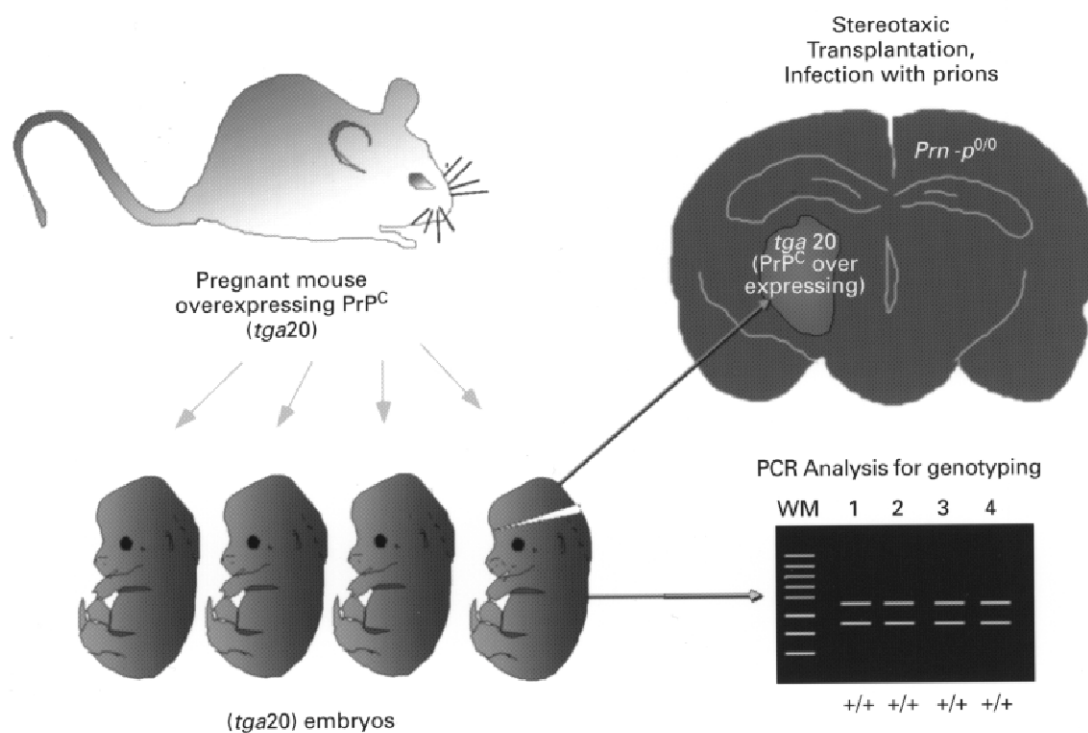 Stereotaxic
Transplantation,
Infection with prions
Prn-p0/0
tga 20
(PrPC over
expressing)
Pregnant mouse
overexpressing PrPC
(tga20)
PCR Analysis for genotyping
WM 1 2 3 4
+/+ +/+ +/+ +/+
(tga20) embryos